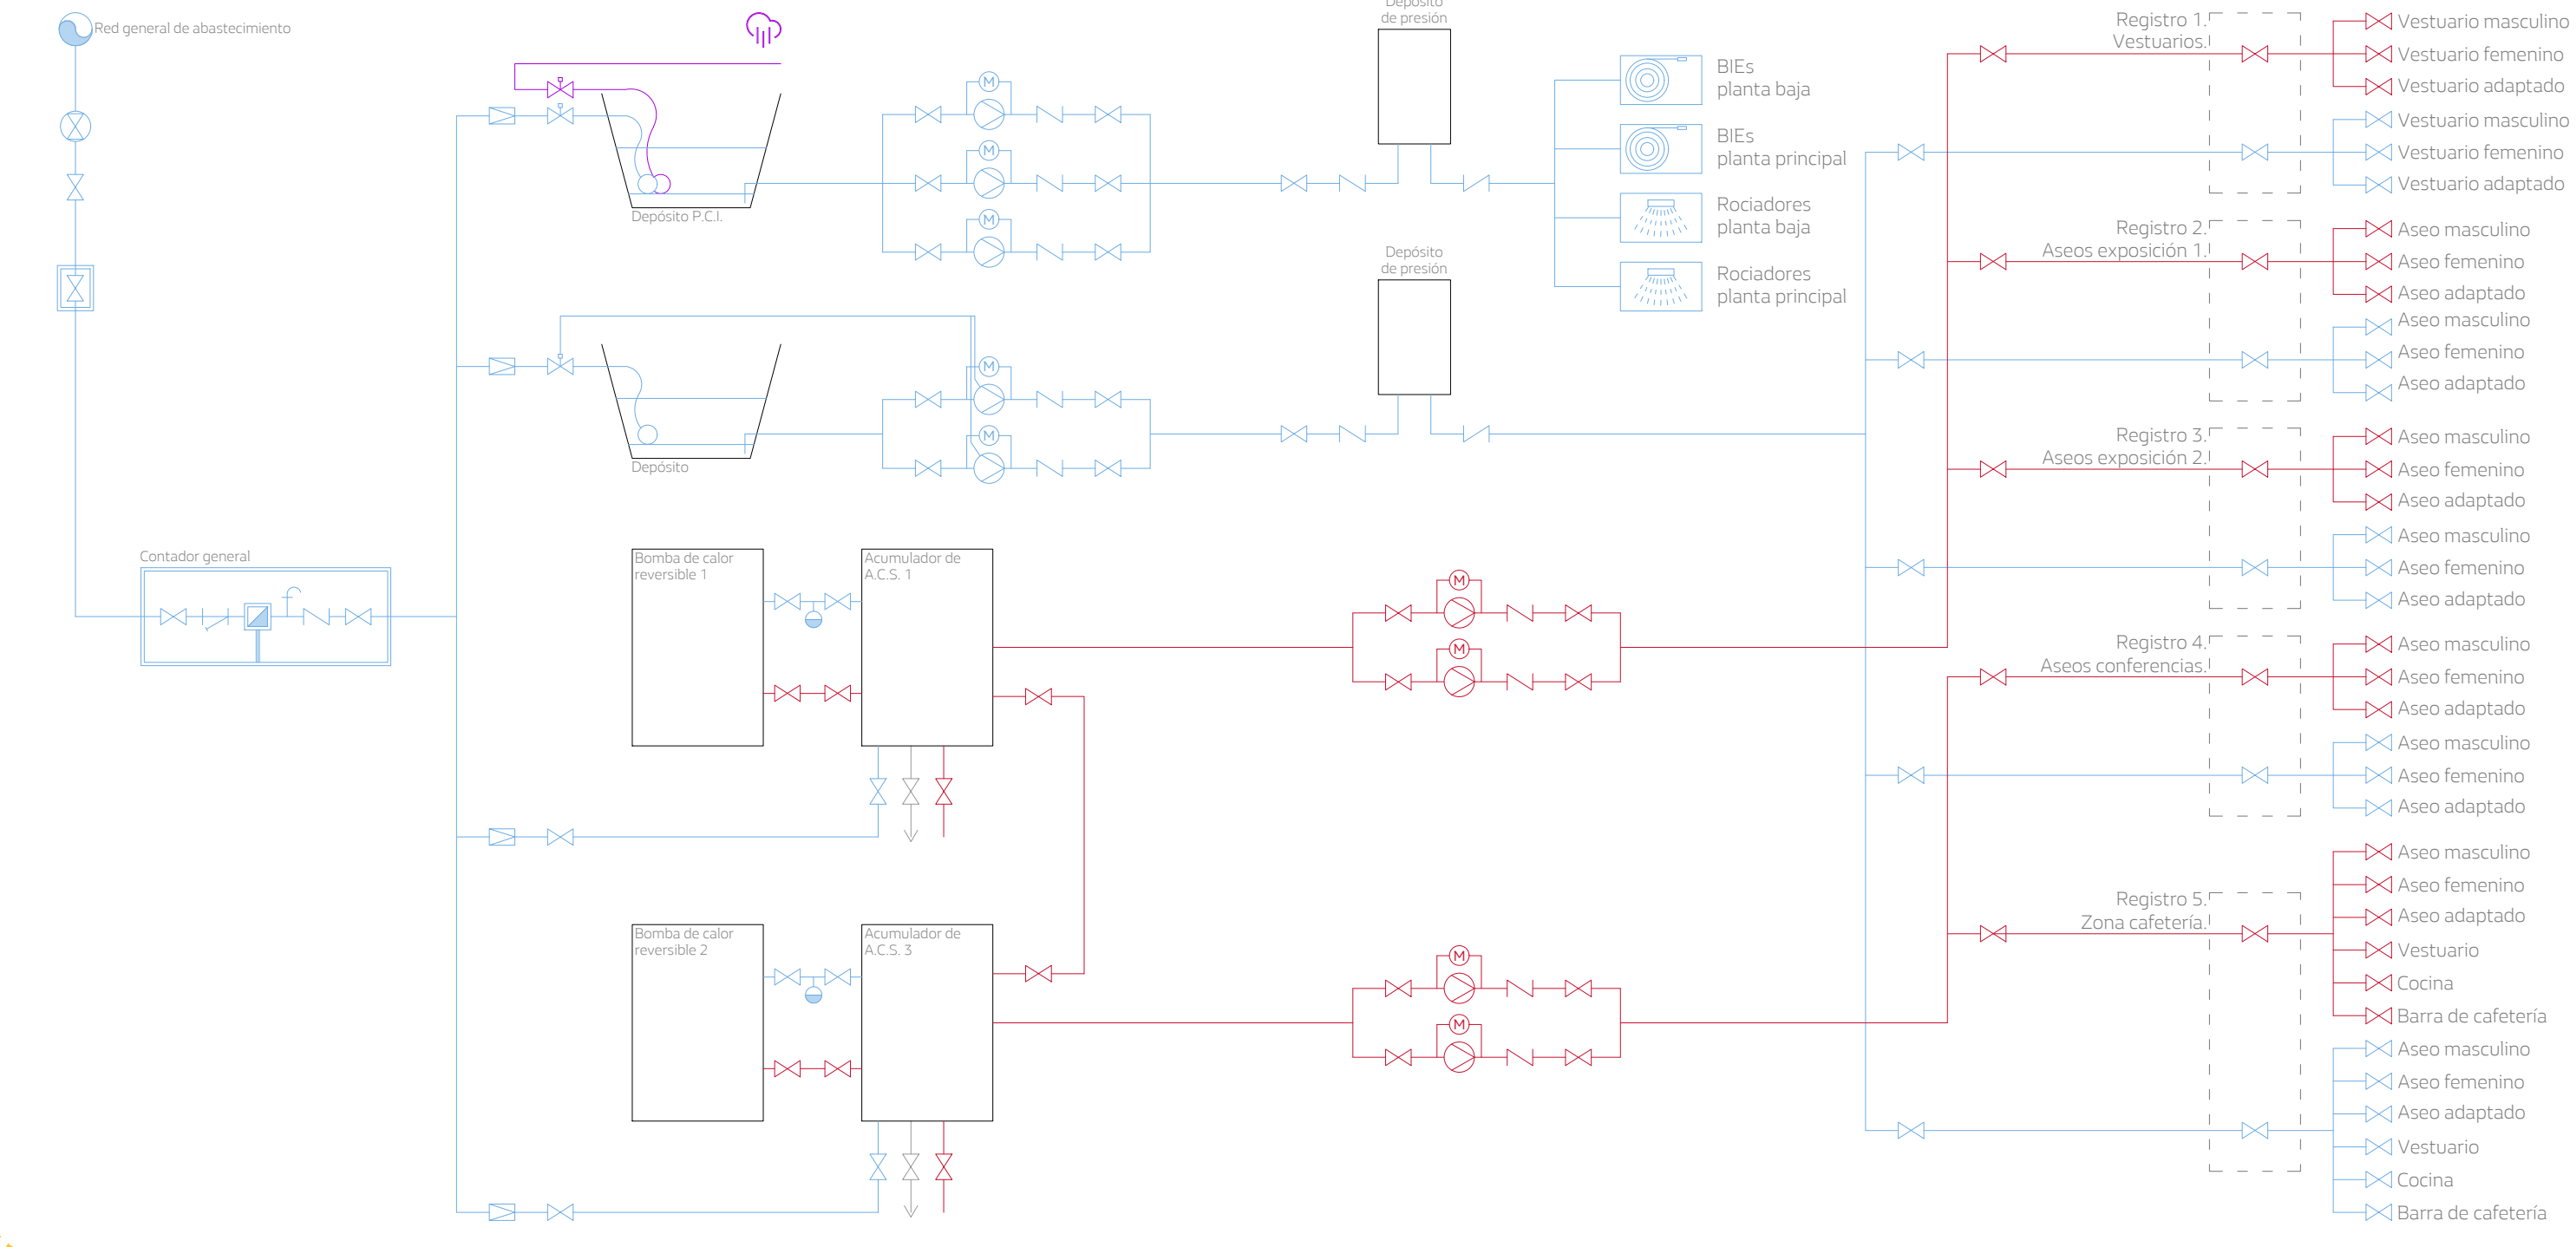 Red general de abastecimiento
Depósito P.C.I.
Depósito
de presión
BIEs
planta baja
BIEs
planta principal
Rociadores
planta baja
Rociadores
planta principal
M
M
M
Depósito
Depósito
de presión
M
M
Contador general
Bomba de calor
reversible 1
Acumulador de
A.C.S. 1
M
M
Bomba de calor
reversible 2
Acumulador de
A.C.S. 3
M
M
Registro 1.
Vestuarios.
Vestuario masculino
Vestuario femenino
Vestuario adaptado
Vestuario masculino
Vestuario femenino
Vestuario adaptado
Registro 2.
Aseos exposición 1.
Aseo masculino
Aseo femenino
Aseo adaptado
Aseo masculino
Aseo femenino
Aseo adaptado
Registro 3.
Aseos exposición 2.
Aseo masculino
Aseo femenino
Aseo adaptado
Aseo masculino
Aseo femenino
Aseo adaptado
Registro 4.
Aseos conferencias.
Aseo masculino
Aseo femenino
Aseo adaptado
Aseo masculino
Aseo femenino
Aseo adaptado
Registro 5.
Zona cafetería.
Aseo masculino
Aseo femenino
Aseo adaptado
Vestuario
Cocina
Barra de cafetería
Aseo masculino
Aseo femenino
Aseo adaptado
Vestuario
Cocina
Barra de cafetería